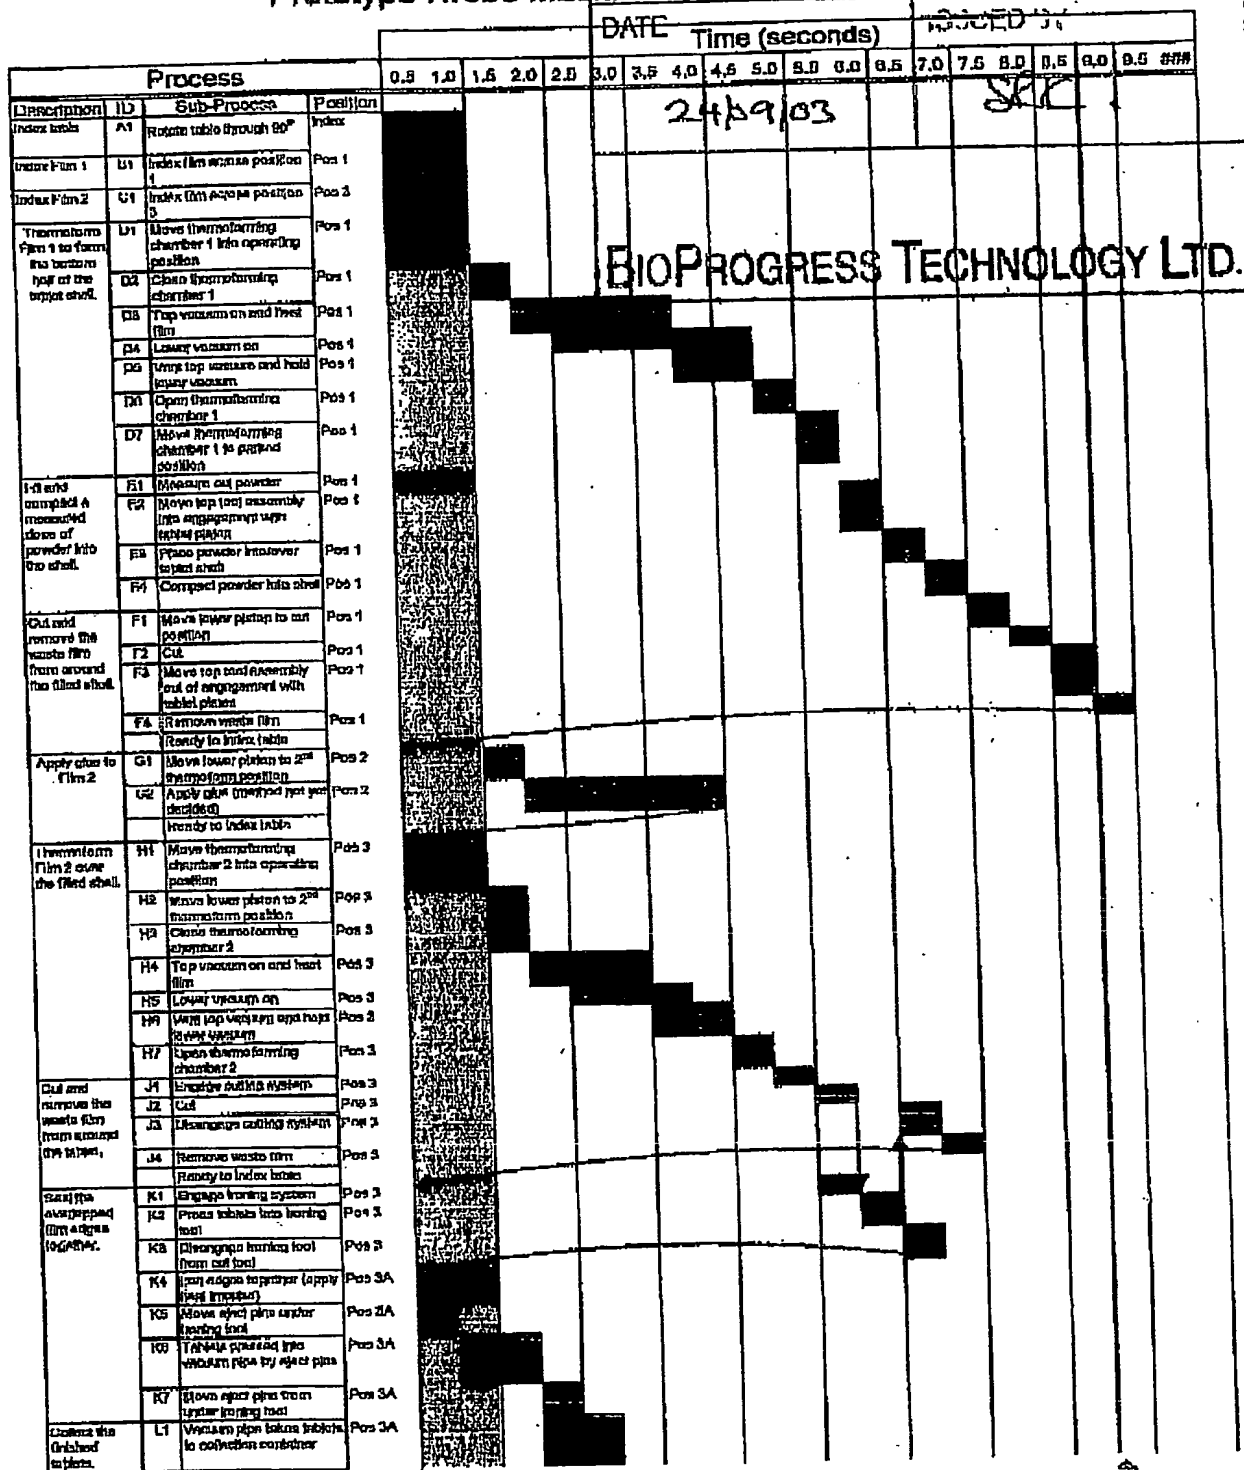 DATE
Time (seconds)
Process
0.5 1.0 1.5 2.0 2.5 3.0 3.5 4.0 4.5 5.0 5.5 6.0 6.5 7.0 7.5 8.0 8.5 9.0 9.5 ###
Description ID Sub-Process Position
24/09/03
Index table A1 Rotate table through 90° Index
Index Film 1 B1 Index film across position 1 Pos 1
Index Film 2 C1 Index film across position 3 Pos 3
BIOPROGRESS TECHNOLOGY LTD.
Thermoform Film 1 to form the bottom half of the tablet shell.
D1 Move thermoforming chamber 1 into operating position Pos 1
D2 Close thermoforming chamber 1 Pos 1
D3 Top vacuum on and heat film Pos 1
D4 Lower vacuum on Pos 1
D5 Vent top vacuum and hold lower vacuum Pos 1
D6 Open thermoforming chamber 1 Pos 1
D7 Move thermoforming chamber 1 to parked position Pos 1
compact a measured dose of powder into the shell.
E1 Measure out powder Pos 1
E2 Move top tool assembly into engagement with tablet platen Pos 1
E3 Place powder into/over tablet shell Pos 1
E4 Compact powder into shell Pos 1
Cut and remove the waste film from around the filled shell.
F1 Move lower piston to cut position Pos 1
F2 Cut Pos 1
F3 Move top tool assembly out of engagement with tablet platen Pos 1
F4 Remove waste film Pos 1
Ready to index table
Apply glue to Film 2
G1 Move lower piston to 2nd thermoform position Pos 2
G2 Apply glue (method not yet decided) Pos 2
Ready to index table
Thermoform Film 2 over the filled shell.
H1 Move thermoforming chamber 2 into operating position Pos 3
H2 Move lower piston to 2nd thermoform position Pos 3
H3 Close thermoforming chamber 2 Pos 3
H4 Top vacuum on and heat film Pos 3
H5 Lower vacuum on Pos 3
H6 Vent top vacuum and hold lower vacuum Pos 3
H7 Open thermoforming chamber 2 Pos 3
Cut and remove the waste film from around the tablet.
J1 Engage cutting system Pos 3
J2 Cut Pos 3
J3 Disengage cutting system Pos 3
J4 Remove waste film Pos 3
Ready to index table
Seal the overlapped film edges together.
K1 Engage ironing system Pos 3
K2 Press tablets into ironing tool Pos 3
K3 Disengage ironing tool from cut tool Pos 3
K4 Iron edges together (apply heat Pos 3A
K5 Move eject pins under ironing tool Pos 3A
K6 Tablets pressed into vacuum pipe by eject pins Pos 3A
K7 Move eject pins from under ironing tool Pos 3A
Collect the finished tablets.
L1 Vacuum pipe takes tablets to collection container Pos 3A